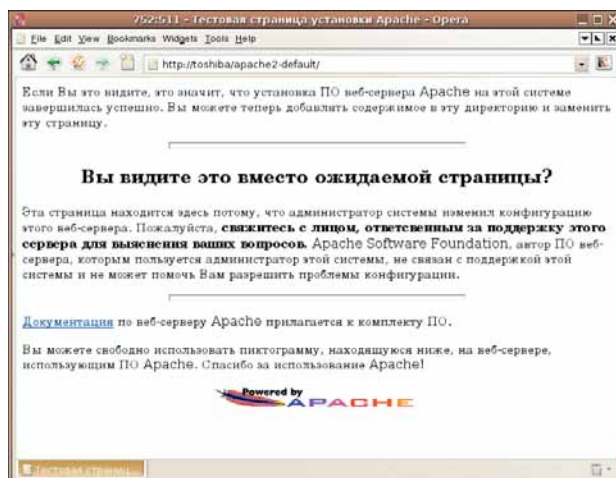 752:511 - Тестовая страница установки Apache - Opera
File Edit View Bookmarks Widgets Tools Help
http://toshiba/apache2-default/
Если Вы это видите, это значит, что установка ПО веб-сервера Apache на этой системе
завершилась успешно. Вы можете теперь добавлять содержимое в эту директорию и заменить
эту страницу.
Вы видите это вместо ожидаемой страницы?
Эта страница находится здесь потому, что администратор системы изменил конфигурацию
этого веб-сервера. Пожалуйста, свяжитесь с лицом, ответсвенным за поддержку этого
сервера для выяснения ваших вопросов. Apache Software Foundation, автор ПО веб-
сервера, которым пользуется администратор этой системы, не связан с поддержкой этой
системы и не может помочь Вам разрешить проблемы конфигурации.
Документация по веб-серверу Apache прилагается к комплекту ПО.
Вы можете свободно использовать пиктограмму, находящуюся ниже, на веб-сервере,
использующим ПО Apache. Спасибо за использование Apache!
Powered by
APACHE
Тестовая страниц...